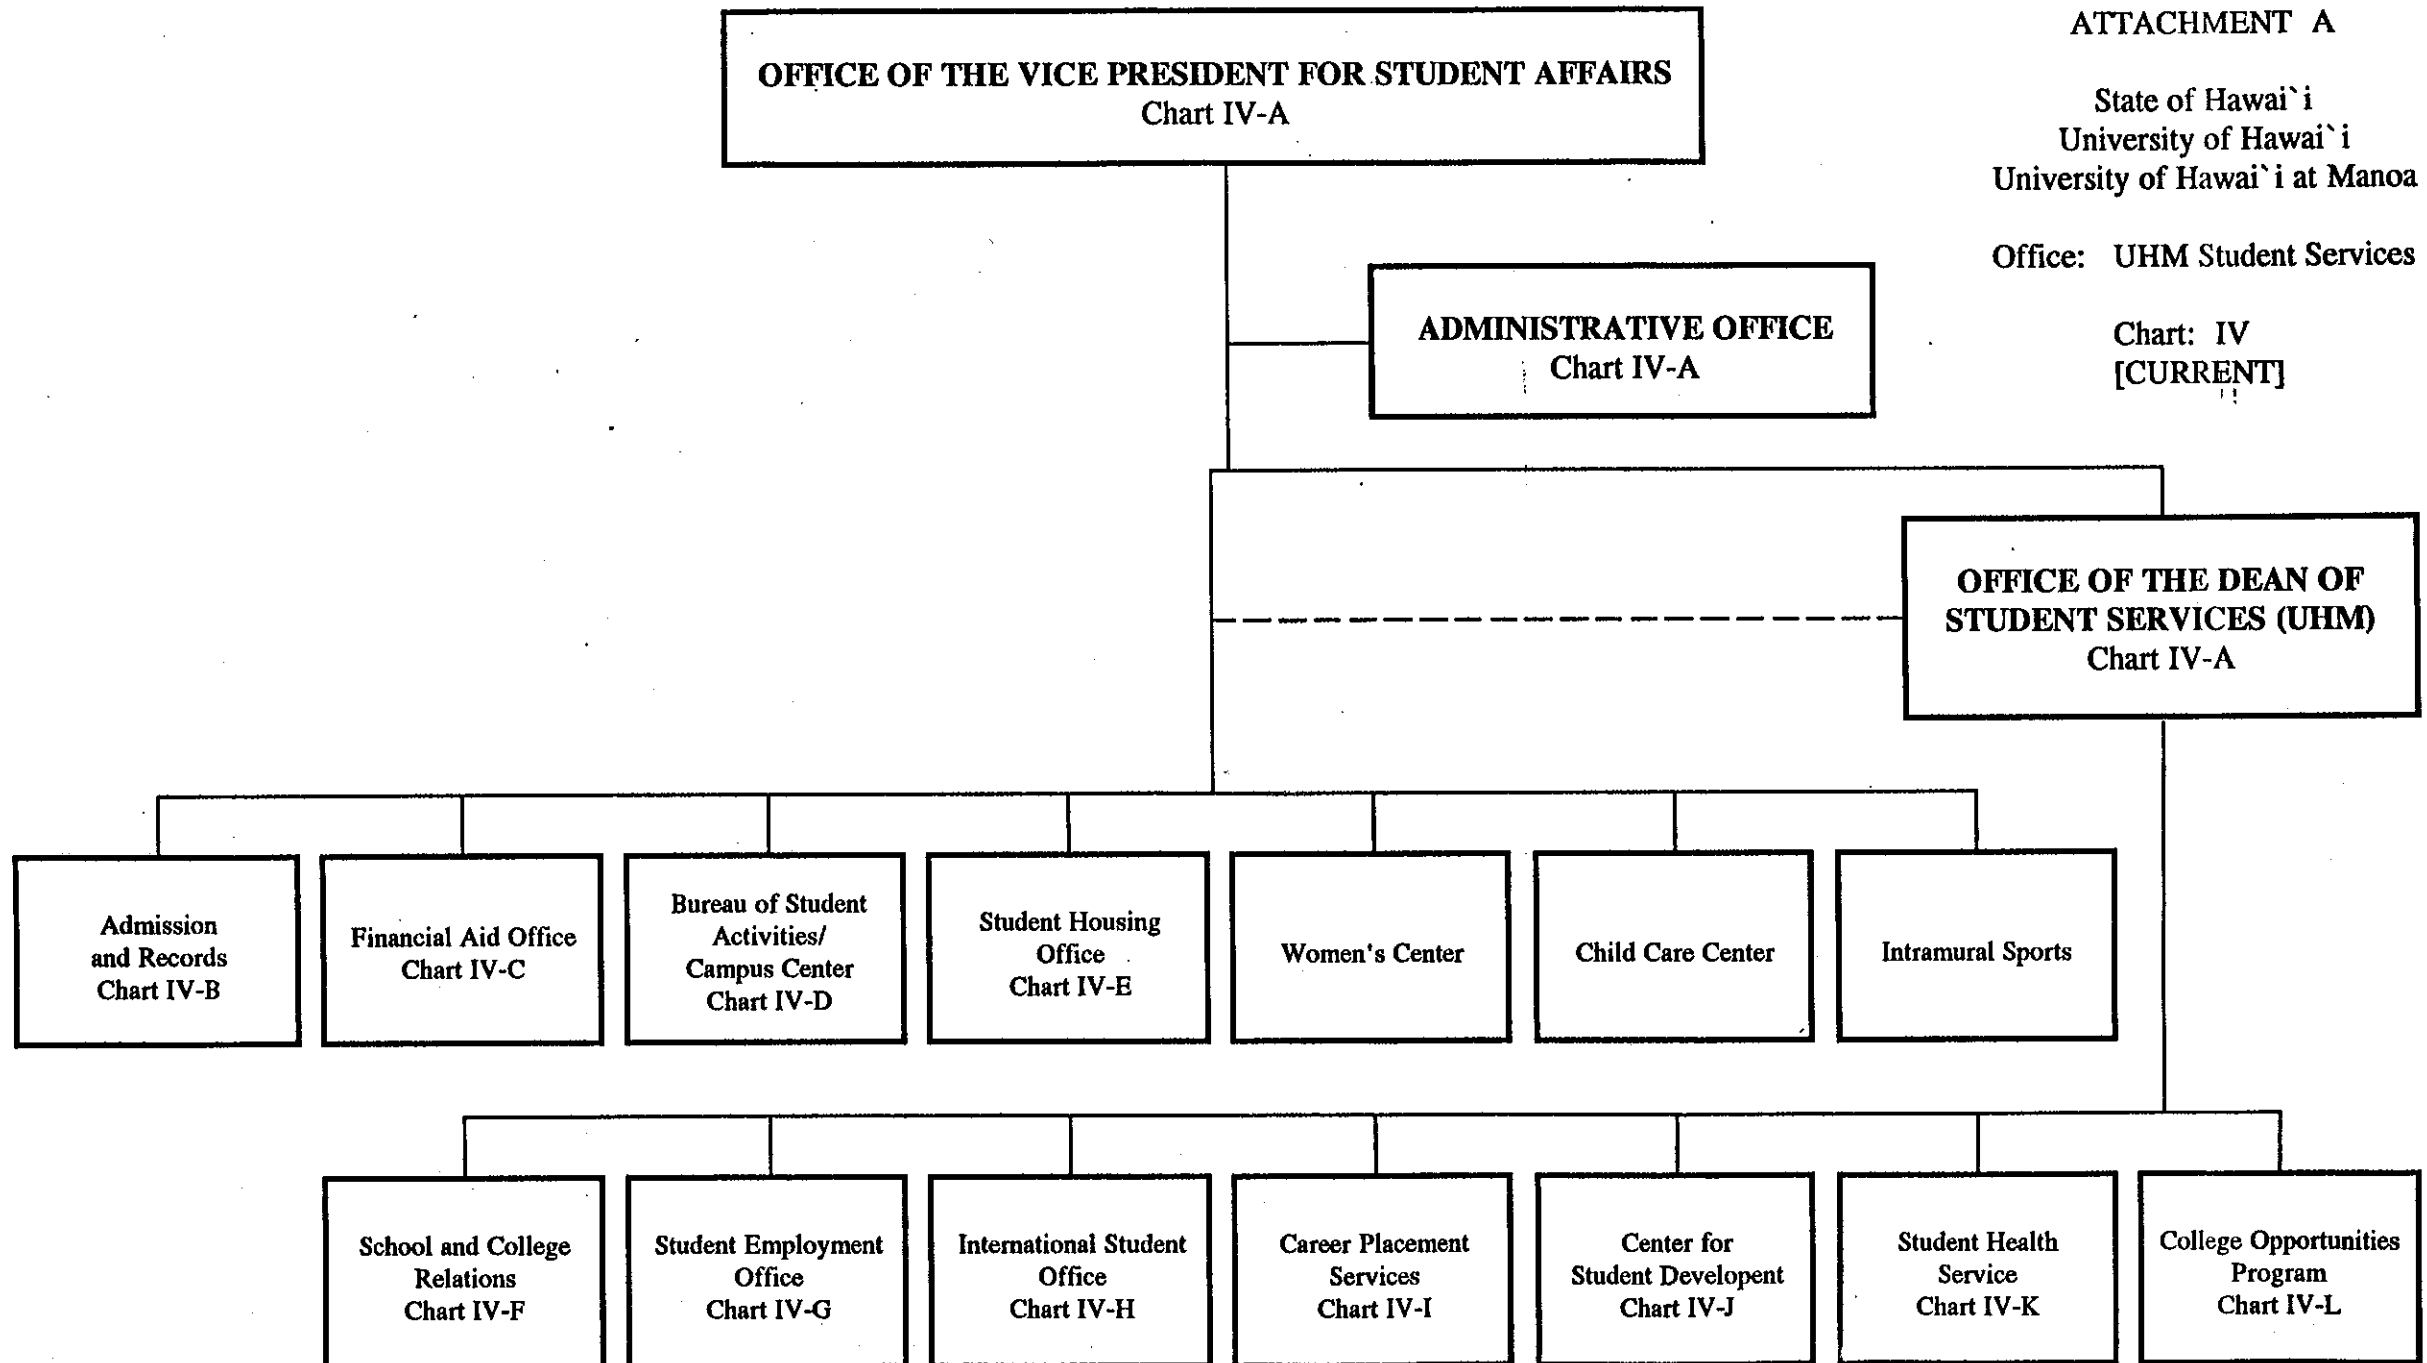 ATTACHMENT A
State of Hawai`i
University of Hawai`i
University of Hawai`i at Manoa
Office: UHM Student Services
Chart: IV
[CURRENT]
OFFICE OF THE VICE PRESIDENT FOR STUDENT AFFAIRS
Chart IV-A
ADMINISTRATIVE OFFICE
Chart IV-A
OFFICE OF THE DEAN OF
STUDENT SERVICES (UHM)
Chart IV-A
Admission
and Records
Chart IV-B
Financial Aid Office
Chart IV-C
Bureau of Student
Activities/
Campus Center
Chart IV-D
Student Housing
Office
Chart IV-E
Women's Center
Child Care Center
Intramural Sports
School and College
Relations
Chart IV-F
Student Employment
Office
Chart IV-G
International Student
Office
Chart IV-H
Career Placement
Services
Chart IV-I
Center for
Student Developent
Chart IV-J
Student Health
Service
Chart IV-K
College Opportunities
Program
Chart IV-L